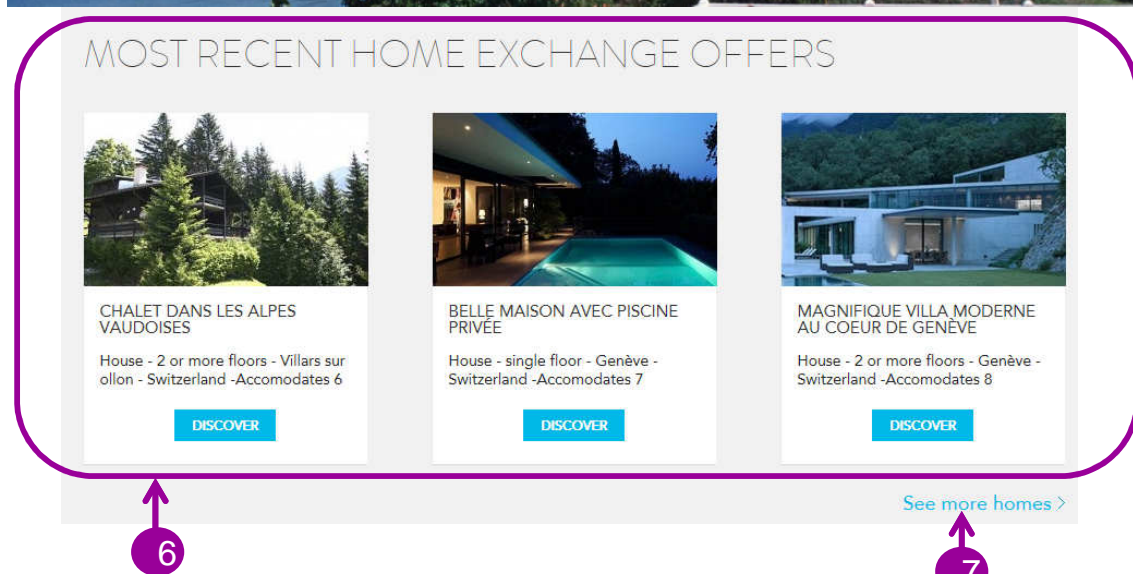 MOST RECENT HOME EXCHANGE OFFERS
CHALET DANS LES ALPES
VAUDOISES
House - 2 or more floors - Villars sur
ollon - Switzerland -Accomodates 6
DISCOVER
BELLE MAISON AVEC PISCINE
PRIVÉE
House - single floor - Genève -
Switzerland -Accomodates 7
DISCOVER
MAGNIFIQUE VILLA MODERNE
AU COEUR DE GENÈVE
House - 2 or more floors - Genève -
Switzerland -Accomodates 8
DISCOVER
See more homes >
6
7